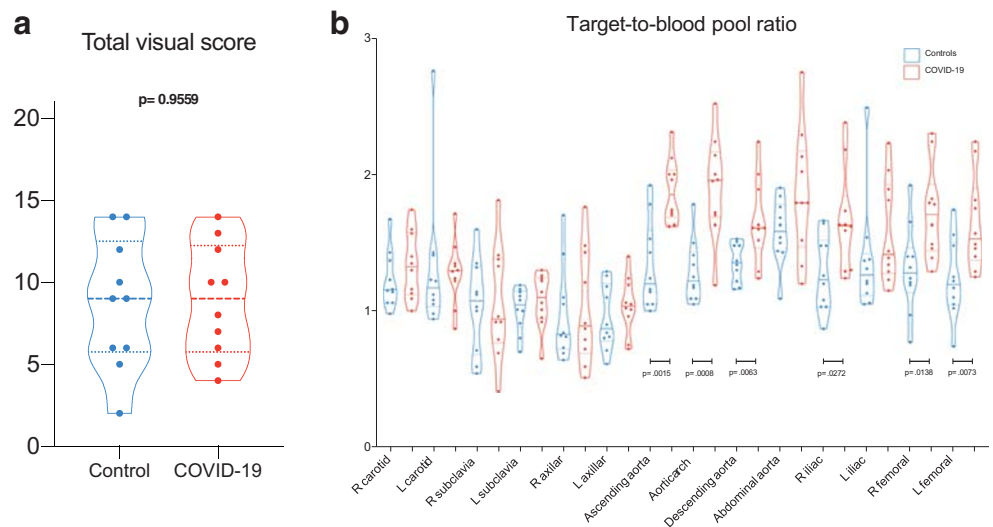 a
Total visual score
p= 0.9559
20
15
10
5
0
Control
COVID-19
b
Target-to-blood pool ratio
Controls
COVID-19
3
2
1
0
p=.0015
p=.0008
p=.0063
p=.0272
p=.0138
p=.0073
R carotid
L carotid
R subclavia
L subclavia
R axilar
L axillar
Ascending aorta
Aortic arch
Descending aorta
Abdominal aorta
R iliac
L iliac
R femoral
L femoral